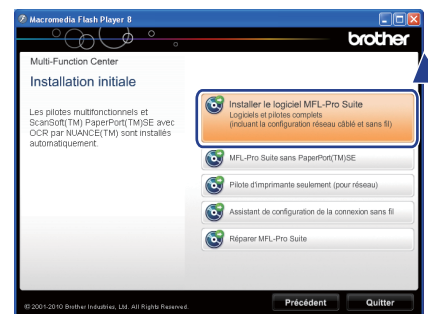 Macromedia Flash Player 8
brother
Multi-Function Center
Installation initiale
Les pilotes multifonctionnels et
ScanSoft(TM) PaperPort(TM)SE avec
OCR par NUANCE(TM) sont installés
automatiquement.
Installer le logiciel MFL-Pro Suite
Logiciels et pilotes complets
(incluant la configuration réseau câblé et sans fil)
MFL-Pro Suite sans PaperPort(TM)SE
Pilote d'imprimante seulement (pour réseau)
Assistant de configuration de la connexion sans fil
Réparer MFL-Pro Suite
© 2001-2010 Brother Industries, Ltd. All Rights Reserved.
Précédent
Quitter